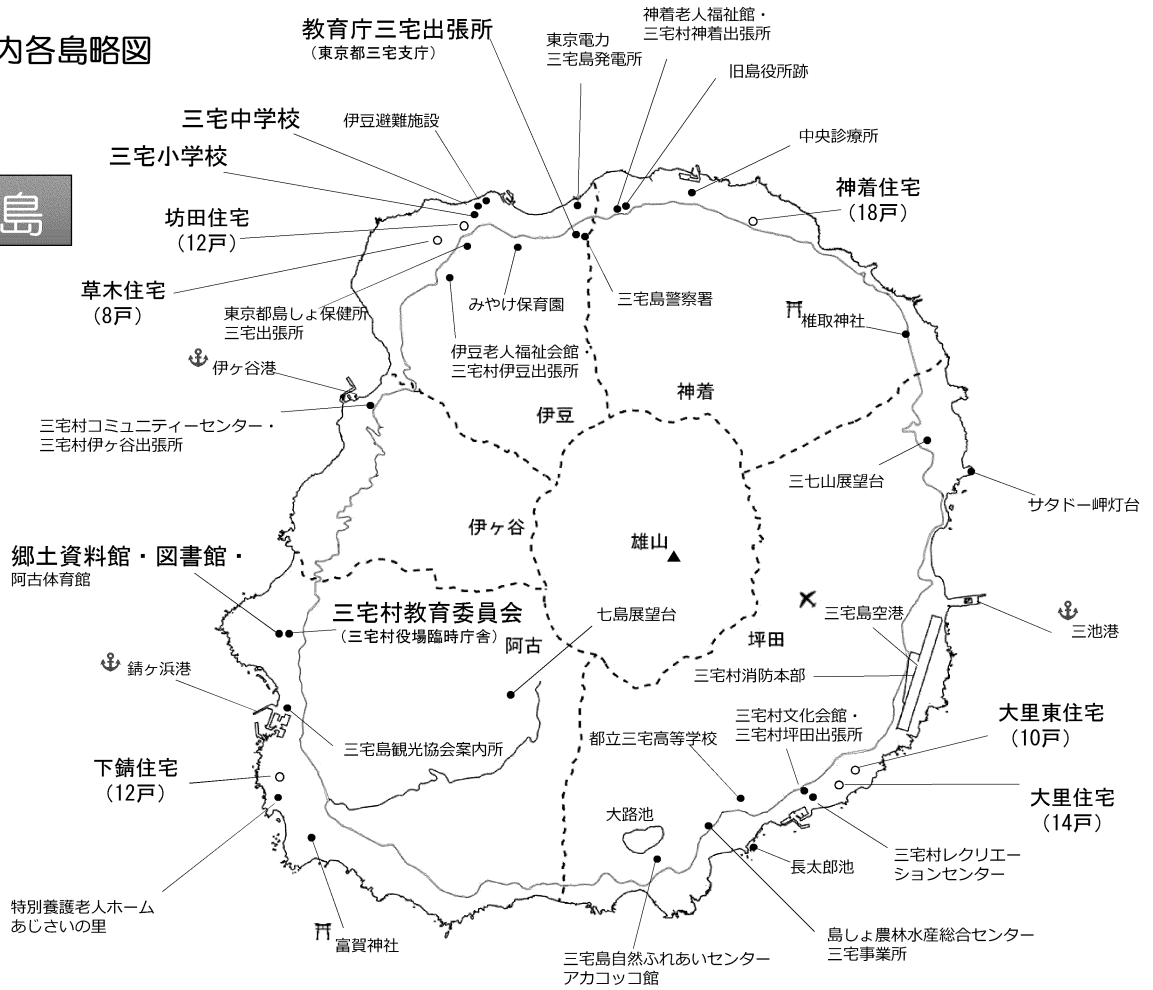 内各島略図
島
教育庁三宅出張所
（東京都三宅支庁）
東京電力
三宅島発電所
神着老人福祉館・
三宅村神着出張所
旧島役所跡
三宅中学校
伊豆避難施設
中央診療所
三宅小学校
神着住宅
（18戸）
坊田住宅
（12戸）
草木住宅
（8戸）
東京都島しょ保健所
三宅出張所
みやけ保育園
三宅島警察署
椎取神社
伊豆老人福祉会館
三宅村伊豆出張所
伊ヶ谷港
神着
伊豆
三宅村コミュニティーセンター・
三宅村伊ヶ谷出張所
三七山展望台
サタドー岬灯台
伊ヶ谷
雄山
郷土資料館・図書館・
阿古体育館
三宅村教育委員会
（三宅村役場臨時庁舎）
七島展望台
阿古
坪田
三宅島空港
三池港
錆ヶ浜港
三宅村消防本部
三宅島観光協会案内所
都立三宅高等学校
三宅村文化会館・
三宅村坪田出張所
大里東住宅
（10戸）
下錆住宅
（12戸）
大里住宅
（14戸）
大路池
長太郎池
三宅村レクリエー
ションセンター
特別養護老人ホーム
あじさいの里
富賀神社
三宅島自然ふれあいセンター
アカコッコ館
島しょ農林水産総合センター
三宅事業所